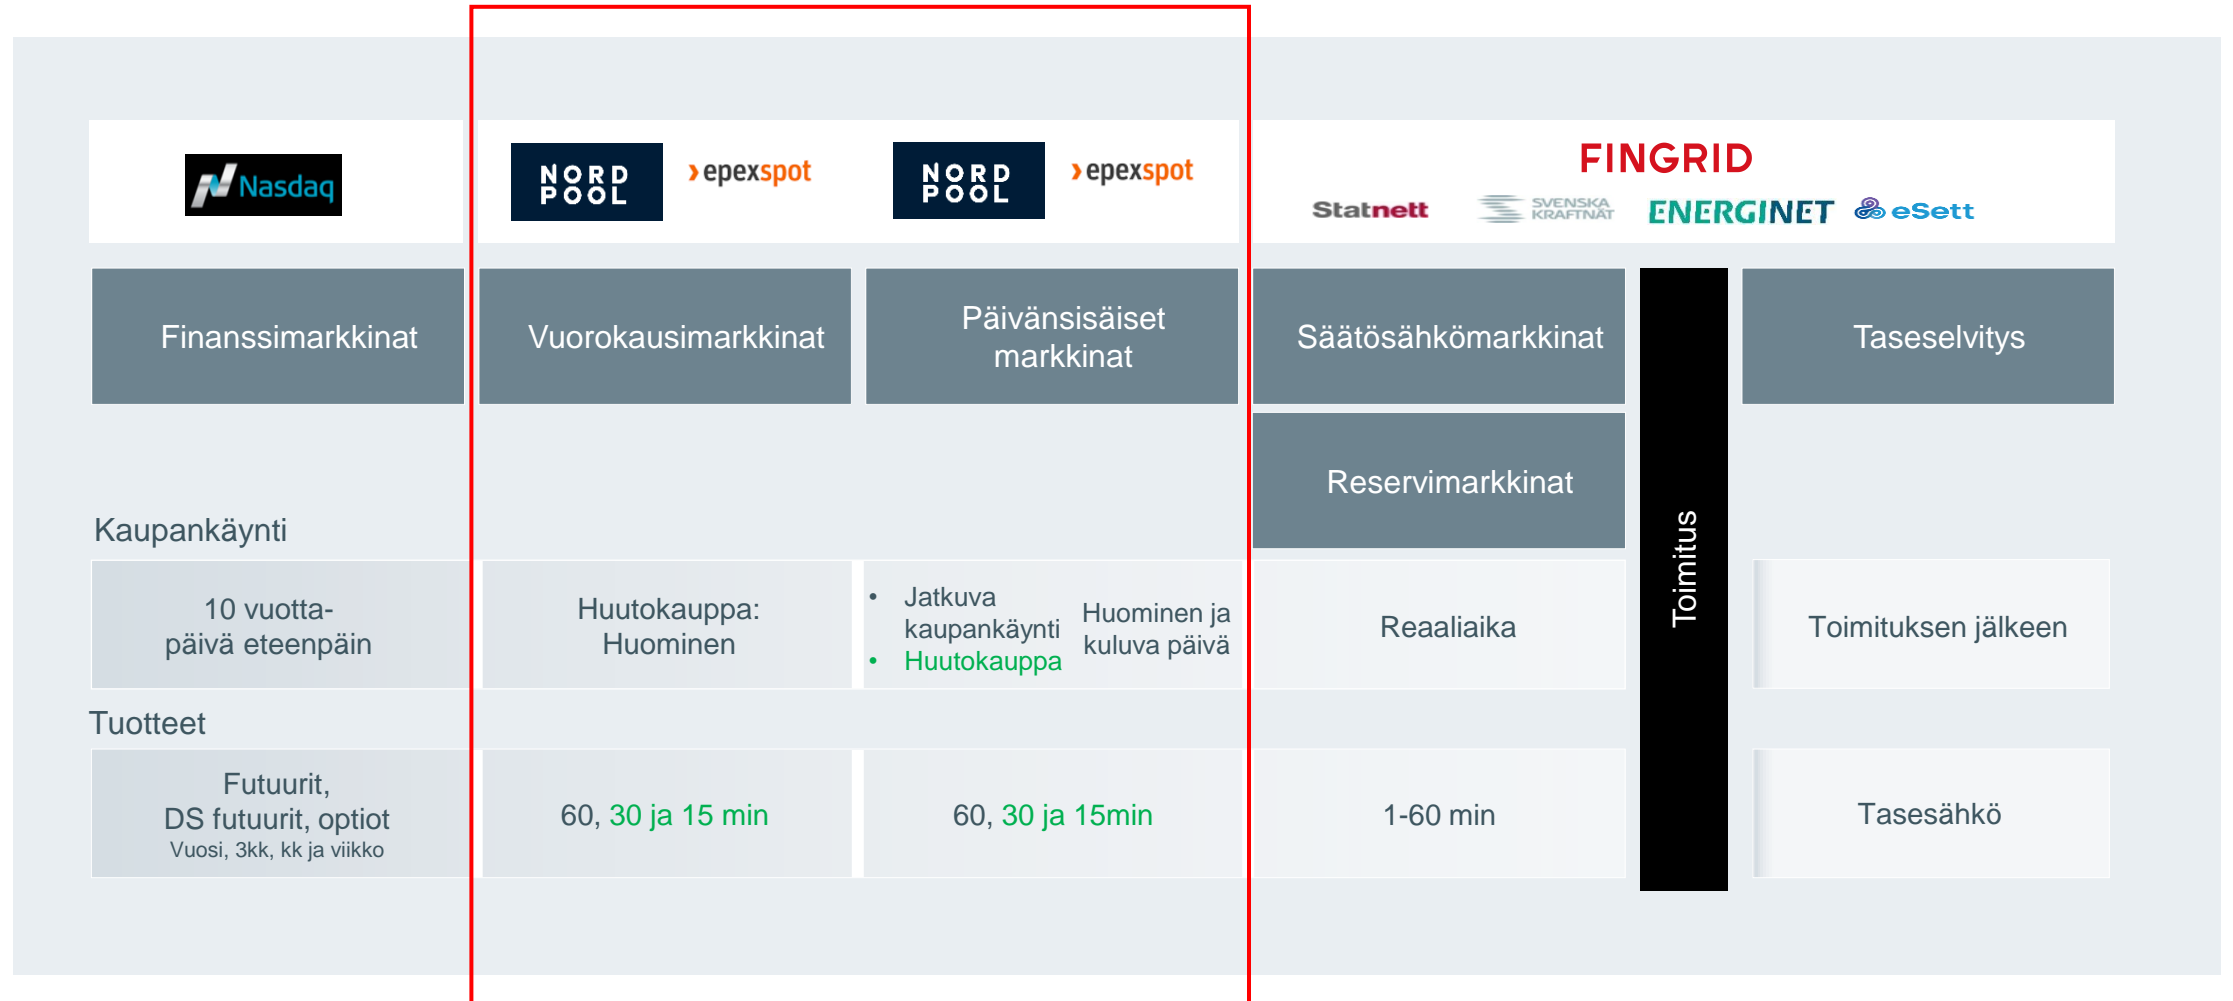 Nasdaq
NORD
POOL
epexspot
NORD
POOL
epexspot
FINGRID
Statnett
SVENSKA
KRAFTNÄT
ENERGINET
eSett
Finanssimarkkinat
Vuorokausimarkkinat
Päivänsisäiset
markkinat
Säätösähkömarkkinat
Taseselvitys
Reservimarkkinat
Toimitus
Kaupankäynti
10 vuotta-
päivä eteenpäin
Huutokauppa:
Huominen
• Jatkuva
kaupankäynti
• Huutokauppa
Huominen ja
kuluva päivä
Reaaliaika
Toimituksen jälkeen
Tuotteet
Futuurit,
DS futuurit, optiot
Vuosi, 3kk, kk ja viikko
60, 30 ja 15 min
60, 30 ja 15min
1-60 min
Tasesähkö